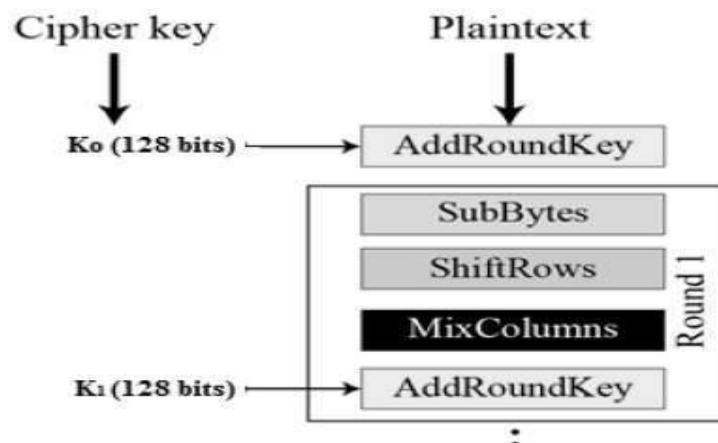 Cipher key Plaintext
K0 (128 bits) AddRoundKey
SubBytes
ShiftRows
MixColumns
Round 1
K1 (128 bits) AddRoundKey